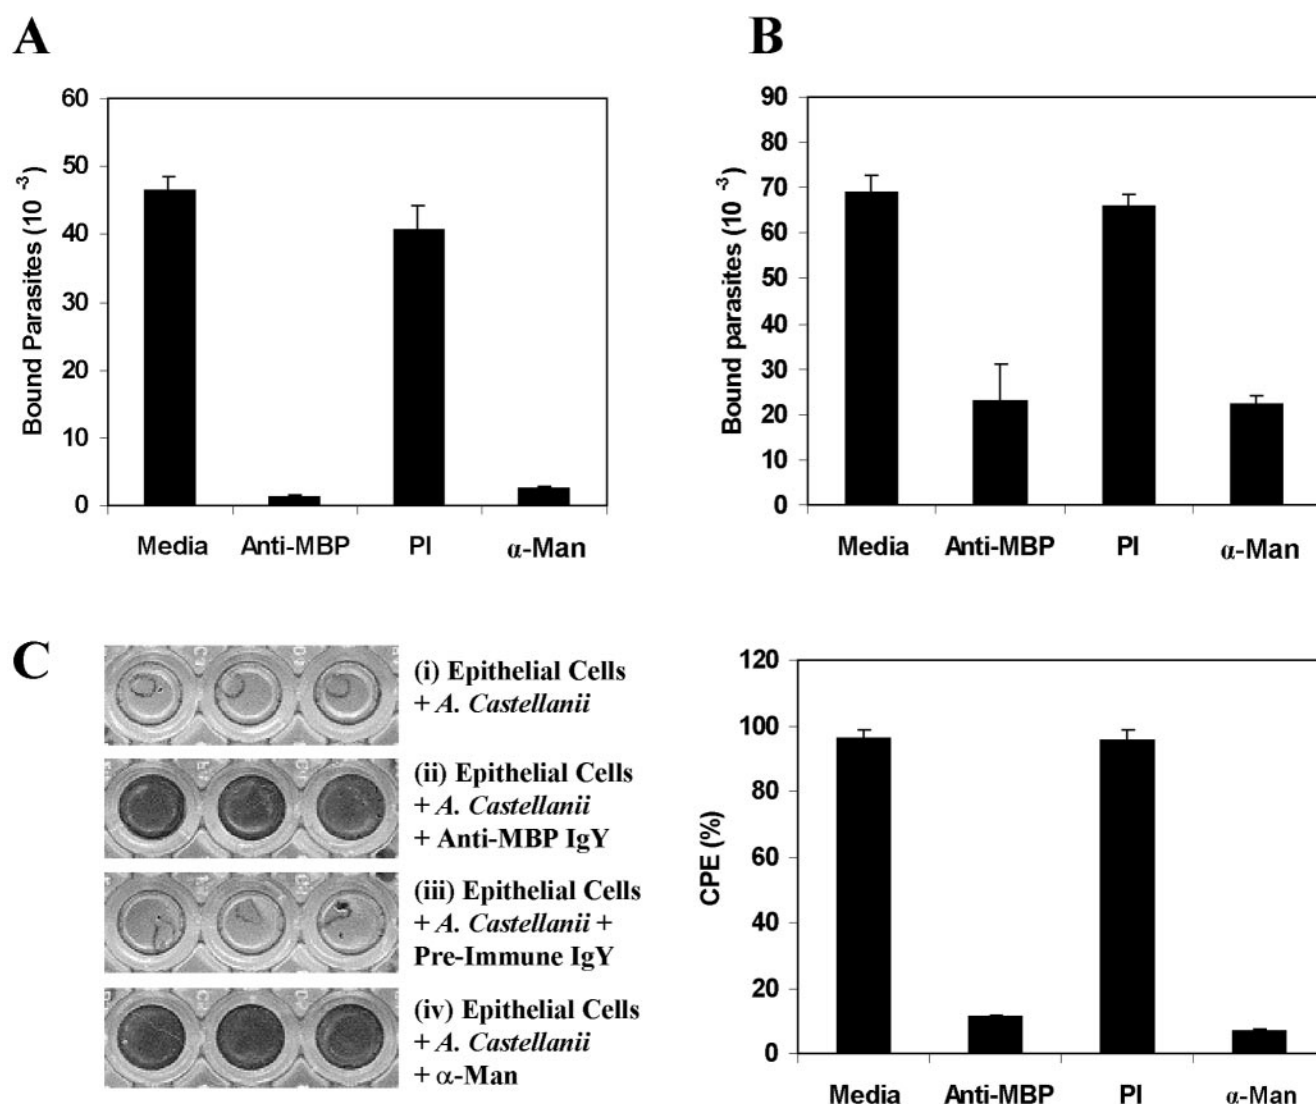 A
60
50
40
30
20
10
0
Bound Parasites (10 -3)
Media Anti-MBP PI α-Man
B
90
80
70
60
50
40
30
20
10
0
Bound parasites (10 -3)
Media Anti-MBP PI α-Man
C
(i) Epithelial Cells
+ A. Castellanii
(ii) Epithelial Cells
+ A. Castellanii
+ Anti-MBP IgY
(iii) Epithelial Cells
+ A. Castellanii +
Pre-Immune IgY
(iv) Epithelial Cells
+ A. Castellanii
+ α-Man
120
100
80
60
40
20
0
CPE (%)
Media Anti-MBP PI α-Man